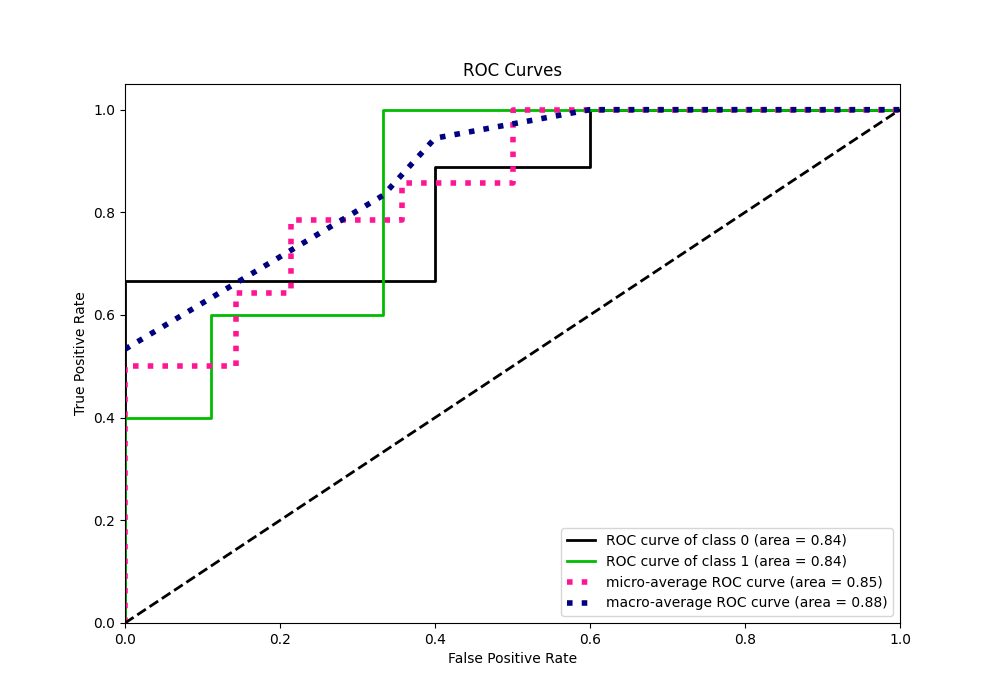 ROC Curves
True Positive Rate
1.0
0.8
0.6
0.4
0.2
0.0
0.0 0.2 0.4 0.6 0.8 1.0
False Positive Rate
ROC curve of class 0 (area = 0.84)
ROC curve of class 1 (area = 0.84)
micro-average ROC curve (area = 0.85)
macro-average ROC curve (area = 0.88)